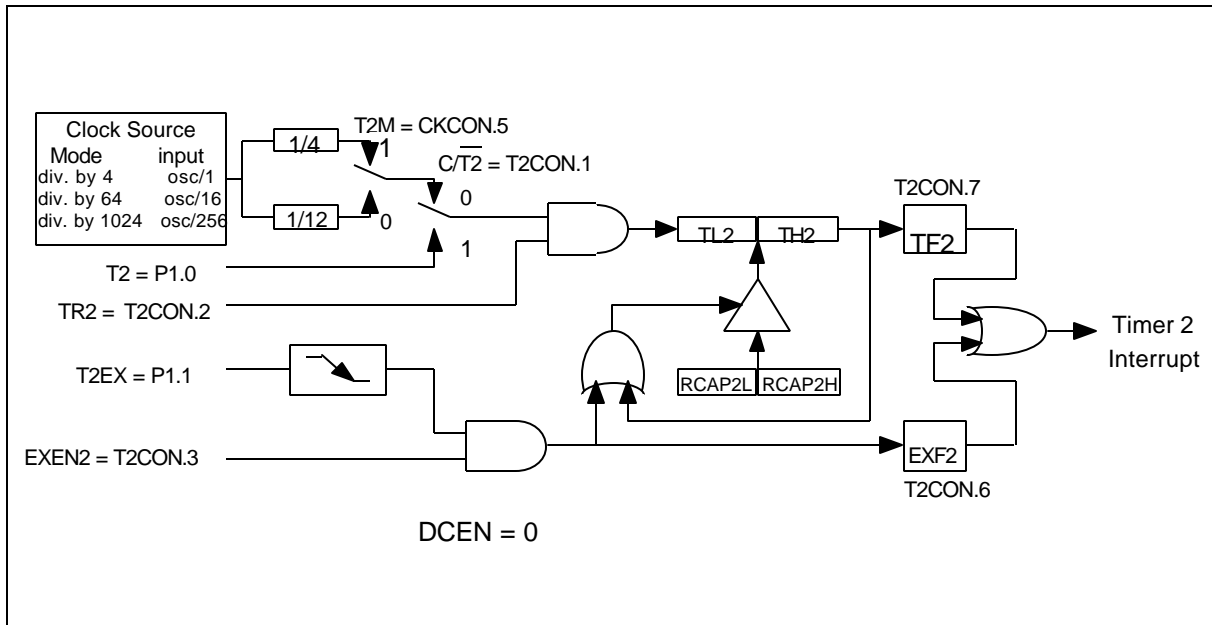 Clock Source
Mode input
div. by 4 osc/1
div. by 64 osc/16
div. by 1024 osc/256
1/4
1/12
T2M = CKCON.5
1
0
C/T2 = T2CON.1
0
1
T2 = P1.0
TR2 = T2CON.2
TL2 TH2
T2CON.7
TF2
T2EX = P1.1
RCAP2L RCAP2H
Timer 2
Interrupt
EXEN2 = T2CON.3
EXF2
T2CON.6
DCEN = 0